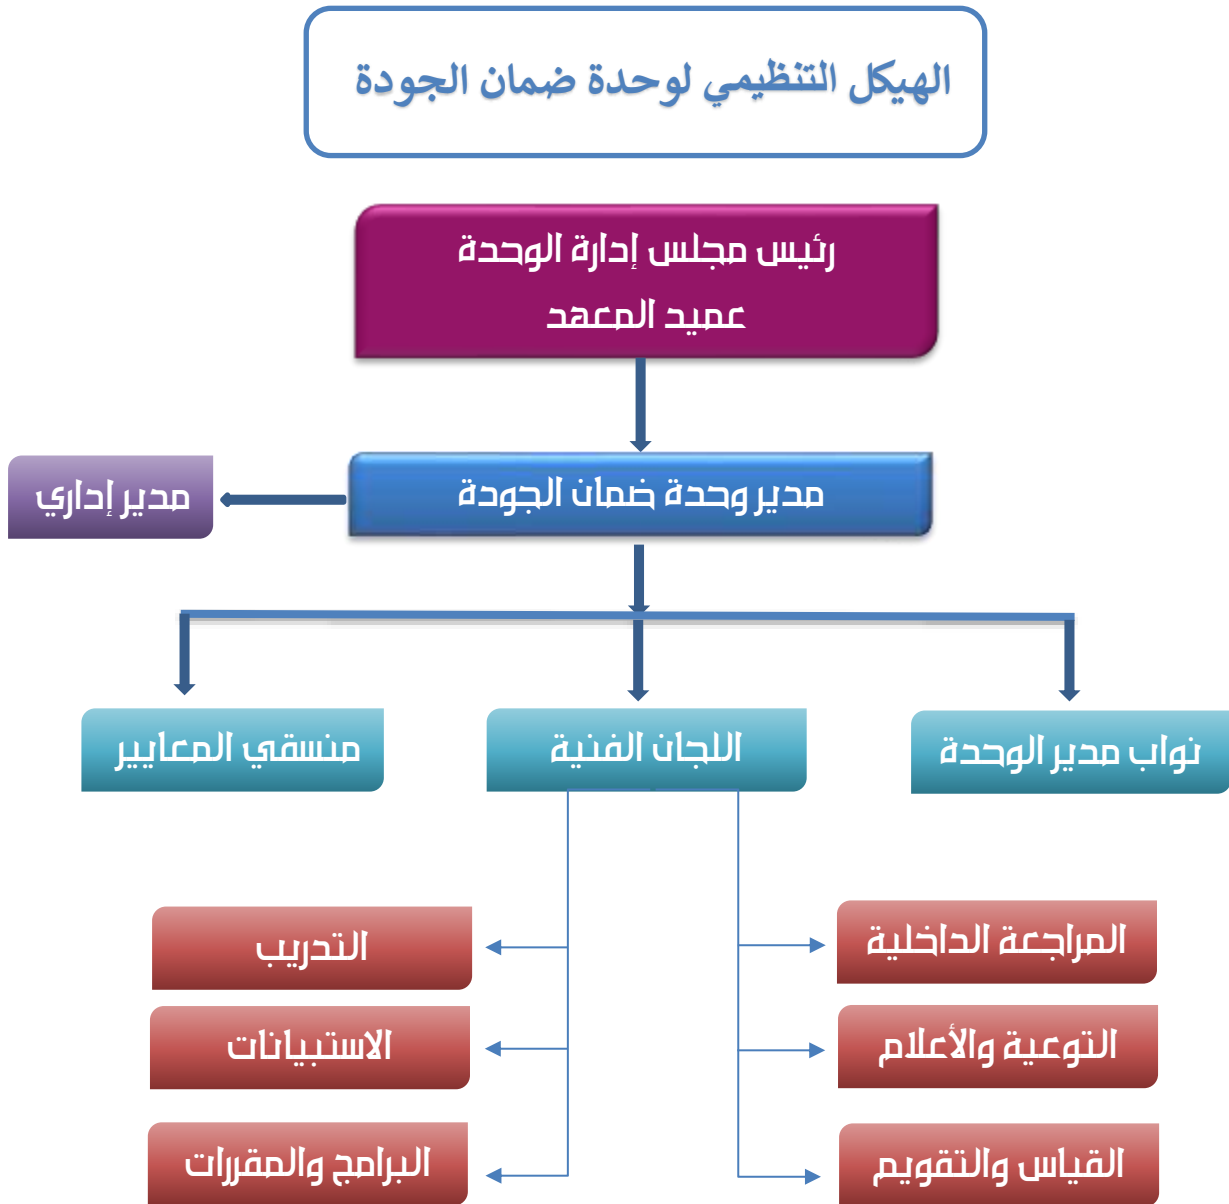 الهيكل التنظيمي لوحدة ضمان الجودة
رئيس مجلس إدارة الوحدة
عميد المعهد
مدير وحدة ضمان الجودة
مدير إداري
نواب مدير الوحدة
اللجان الفنية
منسقي المعايير
المراجعة الداخلية
التدريب
التوعية والأعلام
الاستبيانات
القياس والتقويم
البرامج والمقررات